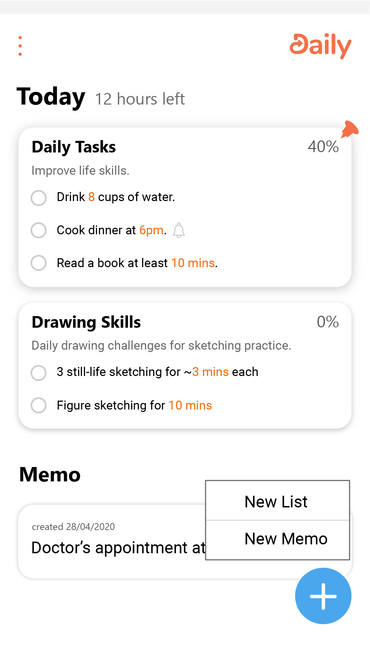 Daily
Today 12 hours left
Daily Tasks 40%
Improve life skills.
Drink 8 cups of water.
Cook dinner at 6pm.
Read a book at least 10 mins.
Drawing Skills 0%
Daily drawing challenges for sketching practice.
3 still-life sketching for ~3 mins each
Figure sketching for 10 mins
Memo
New List
New Memo
created 28/04/2020
Doctor's appointment at